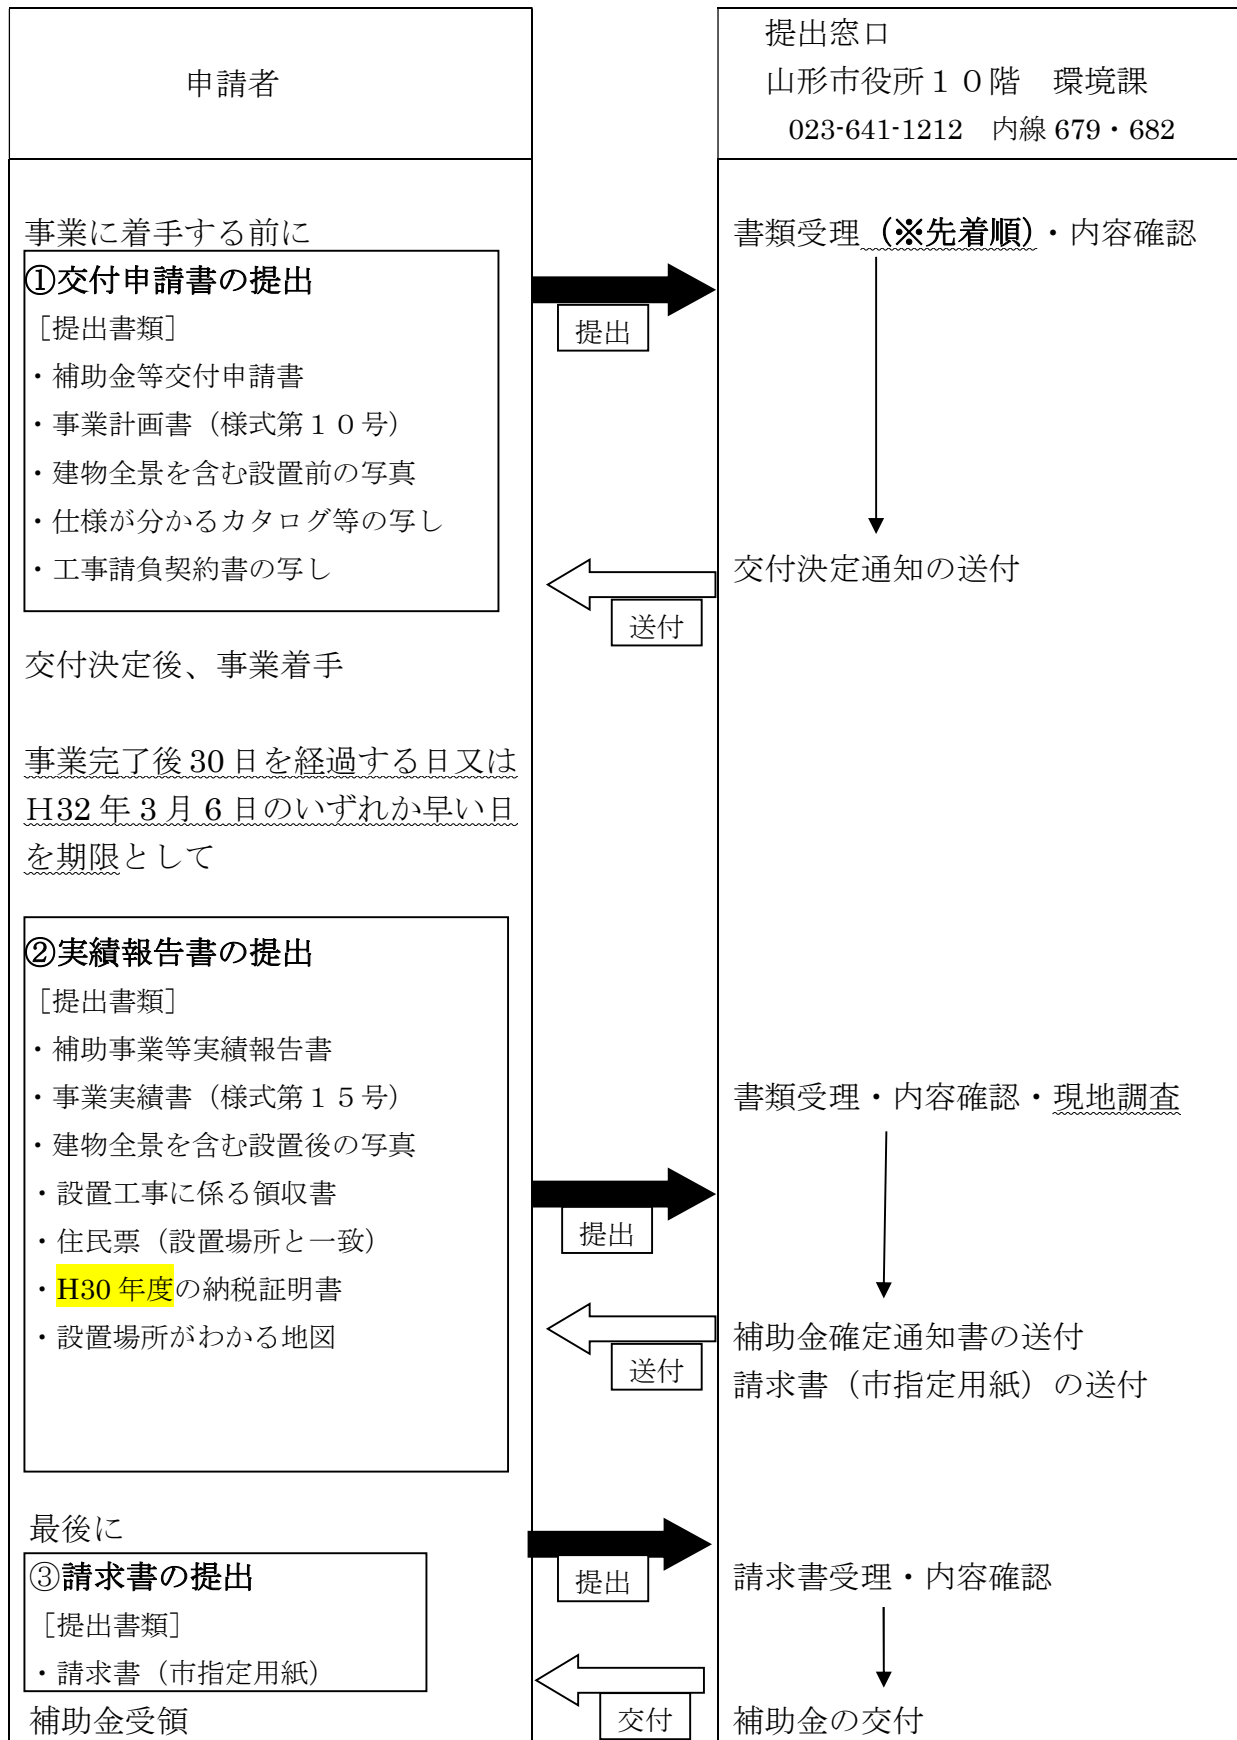 申請者
提出窓口
山形市役所１０階　環境課
023-641-1212　内線 679・682
事業に着手する前に
①交付申請書の提出
［提出書類］
・補助金等交付申請書
・事業計画書（様式第１０号）
・建物全景を含む設置前の写真
・仕様が分かるカタログ等の写し
・工事請負契約書の写し
提出
書類受理（※先着順）・内容確認
交付決定通知の送付
送付
交付決定後、事業着手
事業完了後 30 日を経過する日又は
H32 年 3 月 6 日のいずれか早い日
を期限として
②実績報告書の提出
［提出書類］
・補助事業等実績報告書
・事業実績書（様式第１５号）
・建物全景を含む設置後の写真
・設置工事に係る領収書
・住民票（設置場所と一致）
・H30 年度の納税証明書
・設置場所がわかる地図
提出
書類受理・内容確認・現地調査
補助金確定通知書の送付
請求書（市指定用紙）の送付
送付
最後に
③請求書の提出
［提出書類］
・請求書（市指定用紙）
提出
請求書受理・内容確認
補助金の交付
交付
補助金受領